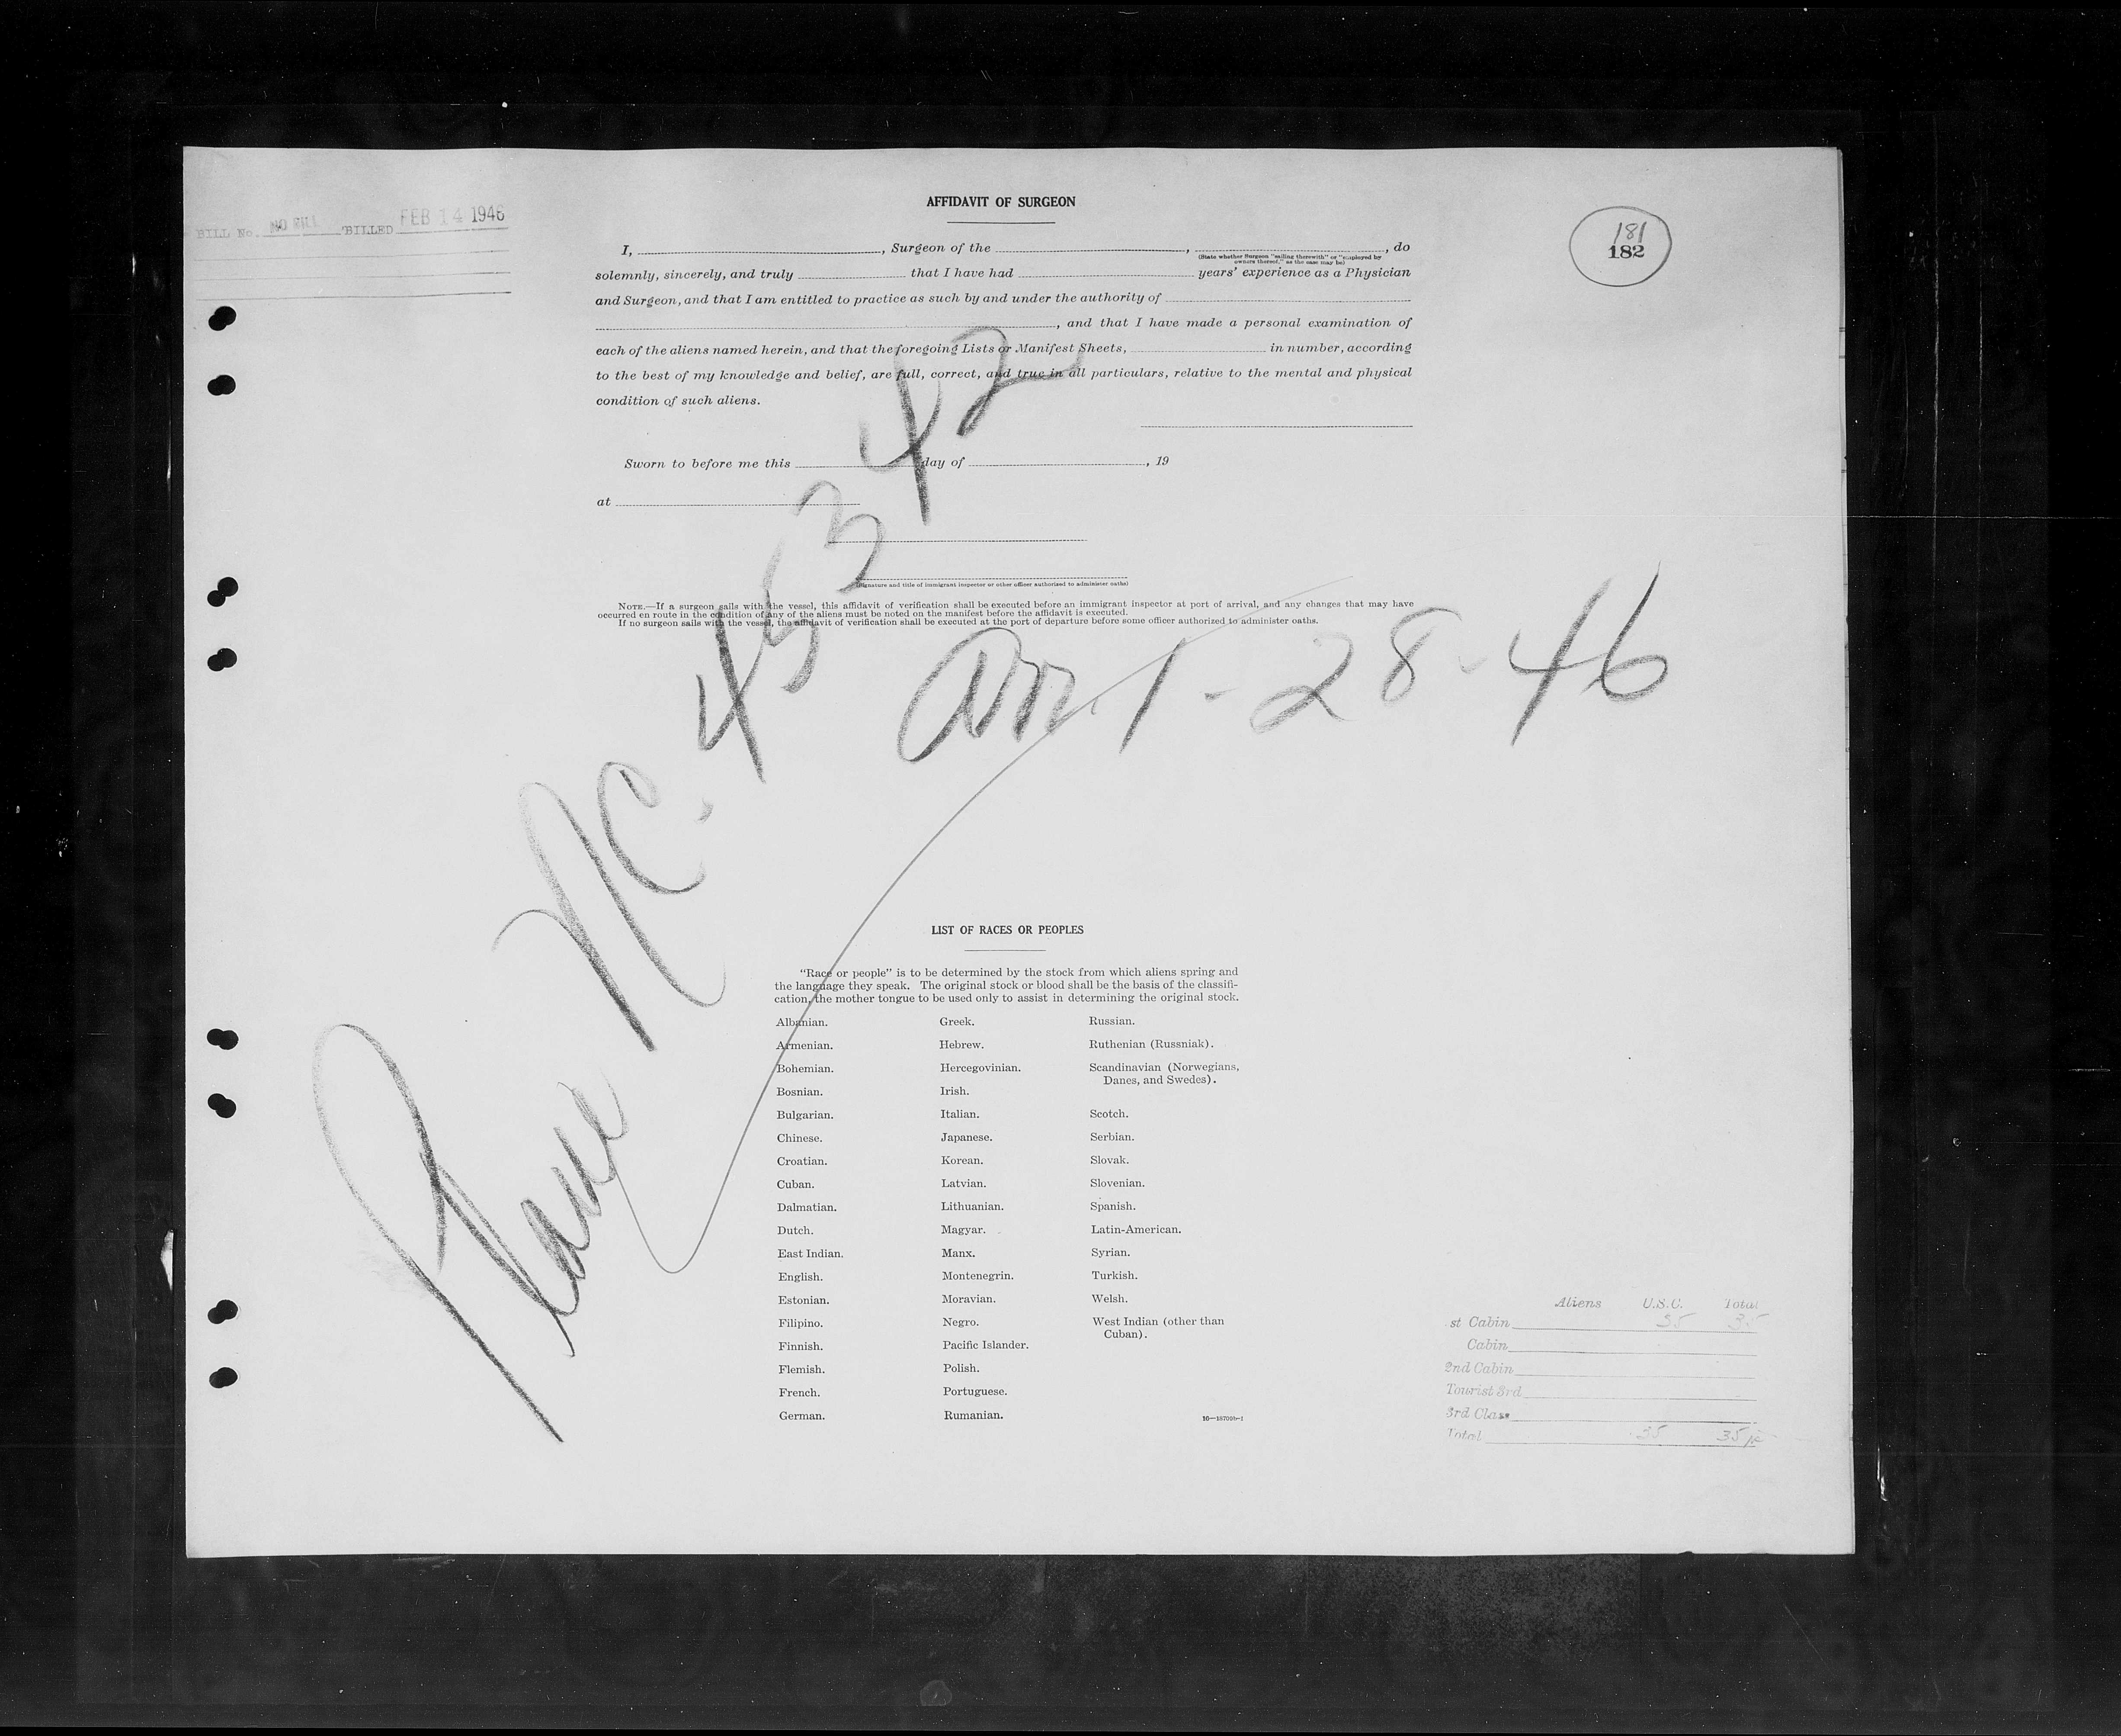 BILL No. NO BILL BILLED FEB 14 1946
AFFIDAVIT OF SURGEON
181
182
I, , Surgeon of the , , do
(State whether Surgeon "sailing therewith" or "employed by
owners thereof," as the case may be)
solemnly, sincerely, and truly that I have had years' experience as a Physician
and Surgeon, and that I am entitled to practice as such by and under the authority of
, and that I have made a personal examination of
each of the aliens named herein, and that the foregoing Lists or Manifest Sheets, in number, according
to the best of my knowledge and belief, are full, correct, and true in all particulars, relative to the mental and physical
condition of such aliens.
Sworn to before me this day of , 19
at
(Signature and title of immigrant inspector or other officer authorized to administer oaths)
NOTE.—If a surgeon sails with the vessel, this affidavit of verification shall be executed before an immigrant inspector at port of arrival, and any changes that may have
occurred en route in the condition of any of the aliens must be noted on the manifest before the affidavit is executed.
If no surgeon sails with the vessel, the affidavit of verification shall be executed at the port of departure before some officer authorized to administer oaths.
Plane NC. 45342
Arr. 1-28-46
LIST OF RACES OR PEOPLES
"Race or people" is to be determined by the stock from which aliens spring and
the language they speak. The original stock or blood shall be the basis of the classifi-
cation, the mother tongue to be used only to assist in determining the original stock.
Albanian.
Armenian.
Bohemian.
Bosnian.
Bulgarian.
Chinese.
Croatian.
Cuban.
Dalmatian.
Dutch.
East Indian.
English.
Estonian.
Filipino.
Finnish.
Flemish.
French.
German.
Greek.
Hebrew.
Hercegovinian.
Irish.
Italian.
Japanese.
Korean.
Latvian.
Lithuanian.
Magyar.
Manx.
Montenegrin.
Moravian.
Negro.
Pacific Islander.
Polish.
Portuguese.
Rumanian.
Russian.
Ruthenian (Russniak).
Scandinavian (Norwegians,
Danes, and Swedes).
Scotch.
Serbian.
Slovak.
Slovenian.
Spanish.
Latin-American.
Syrian.
Turkish.
Welsh.
West Indian (other than
Cuban).
Aliens U.S.C. Total
st Cabin 35 35
Cabin
2nd Cabin
Tourist 3rd
3rd Class
Total 35 35